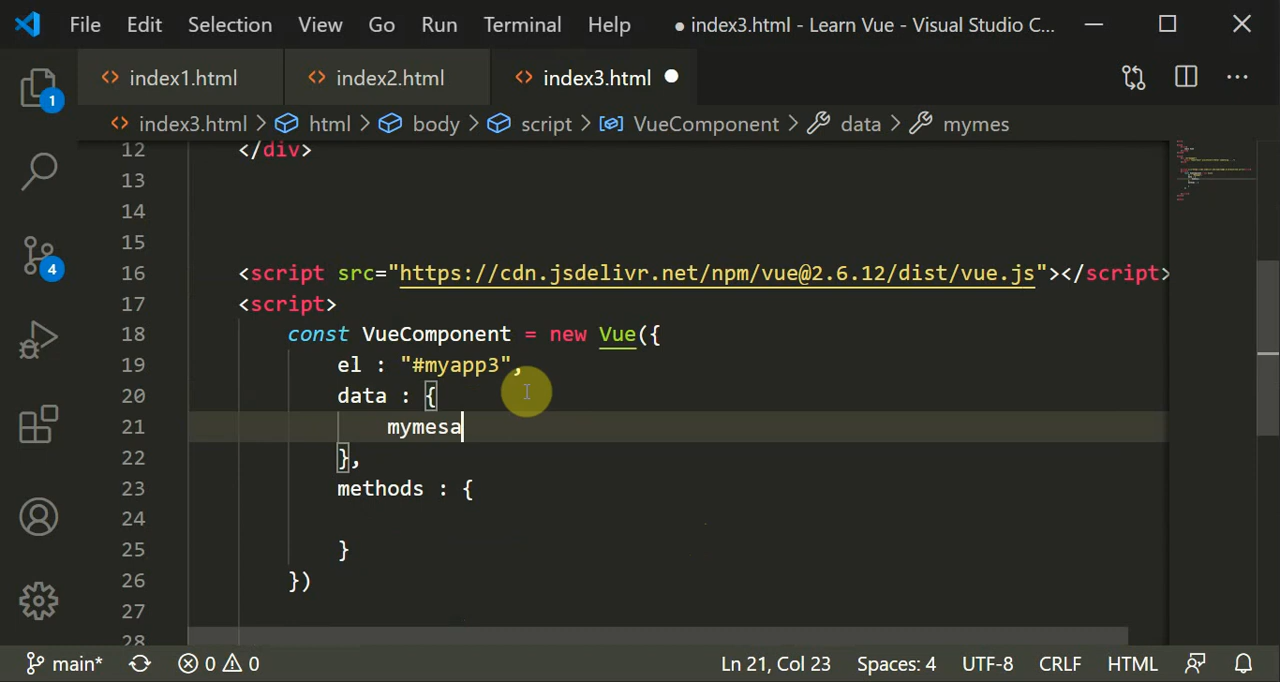 File Edit Selection View Go Run Terminal Help ● index3.html - Learn Vue - Visual Studio C...
<> index1.html <> index2.html <> index3.html
1
<> index3.html > html > body > script > VueComponent > data > mymes
12 </div>
13
14
15
16 <script src="https://cdn.jsdelivr.net/npm/vue@2.6.12/dist/vue.js"></script>
17 <script>
4
18 const VueComponent = new Vue({
19 el : "#myapp3",
20 data : {
21 mymesa
22 },
23 methods : {
24
25 }
26 })
27
28
main* 0 0 Ln 21, Col 23 Spaces: 4 UTF-8 CRLF HTML